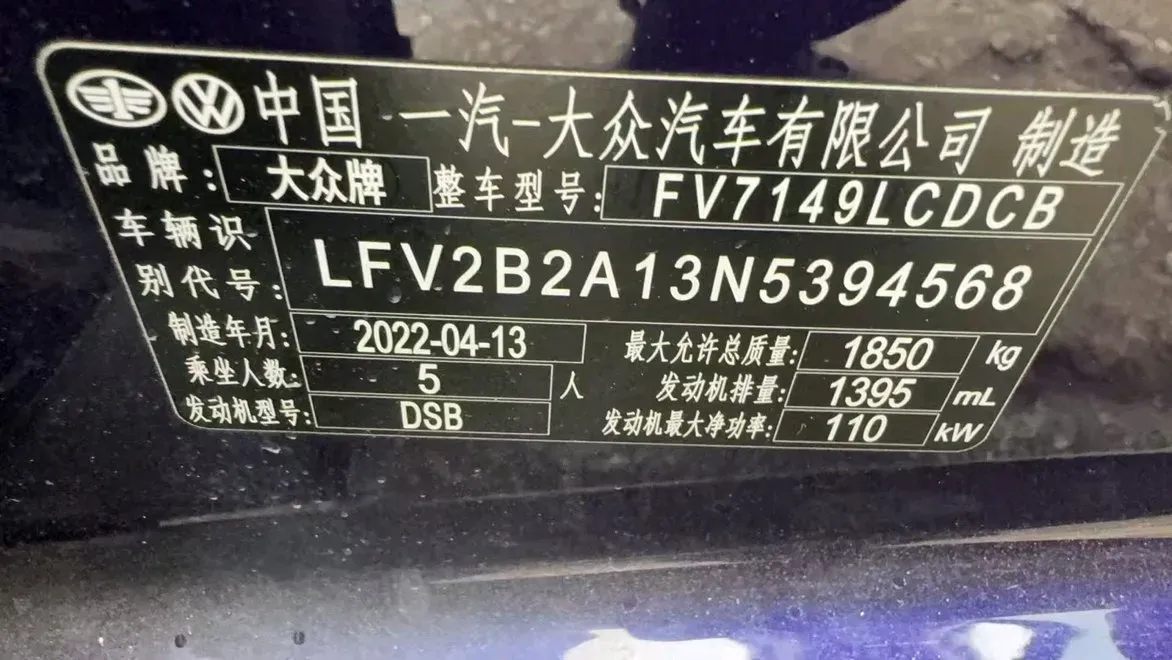 中国 一汽-大众汽车有限公司 制造
品牌: 大众牌 整车型号: FV7149LCDCB
车辆识别代号: LFV2B2A13N5394568
制造年月: 2022-04-13 最大允许总质量: 1850 kg
乘坐人数: 5 人 发动机排量: 1395 mL
发动机型号: DSB 发动机最大净功率: 110 kW